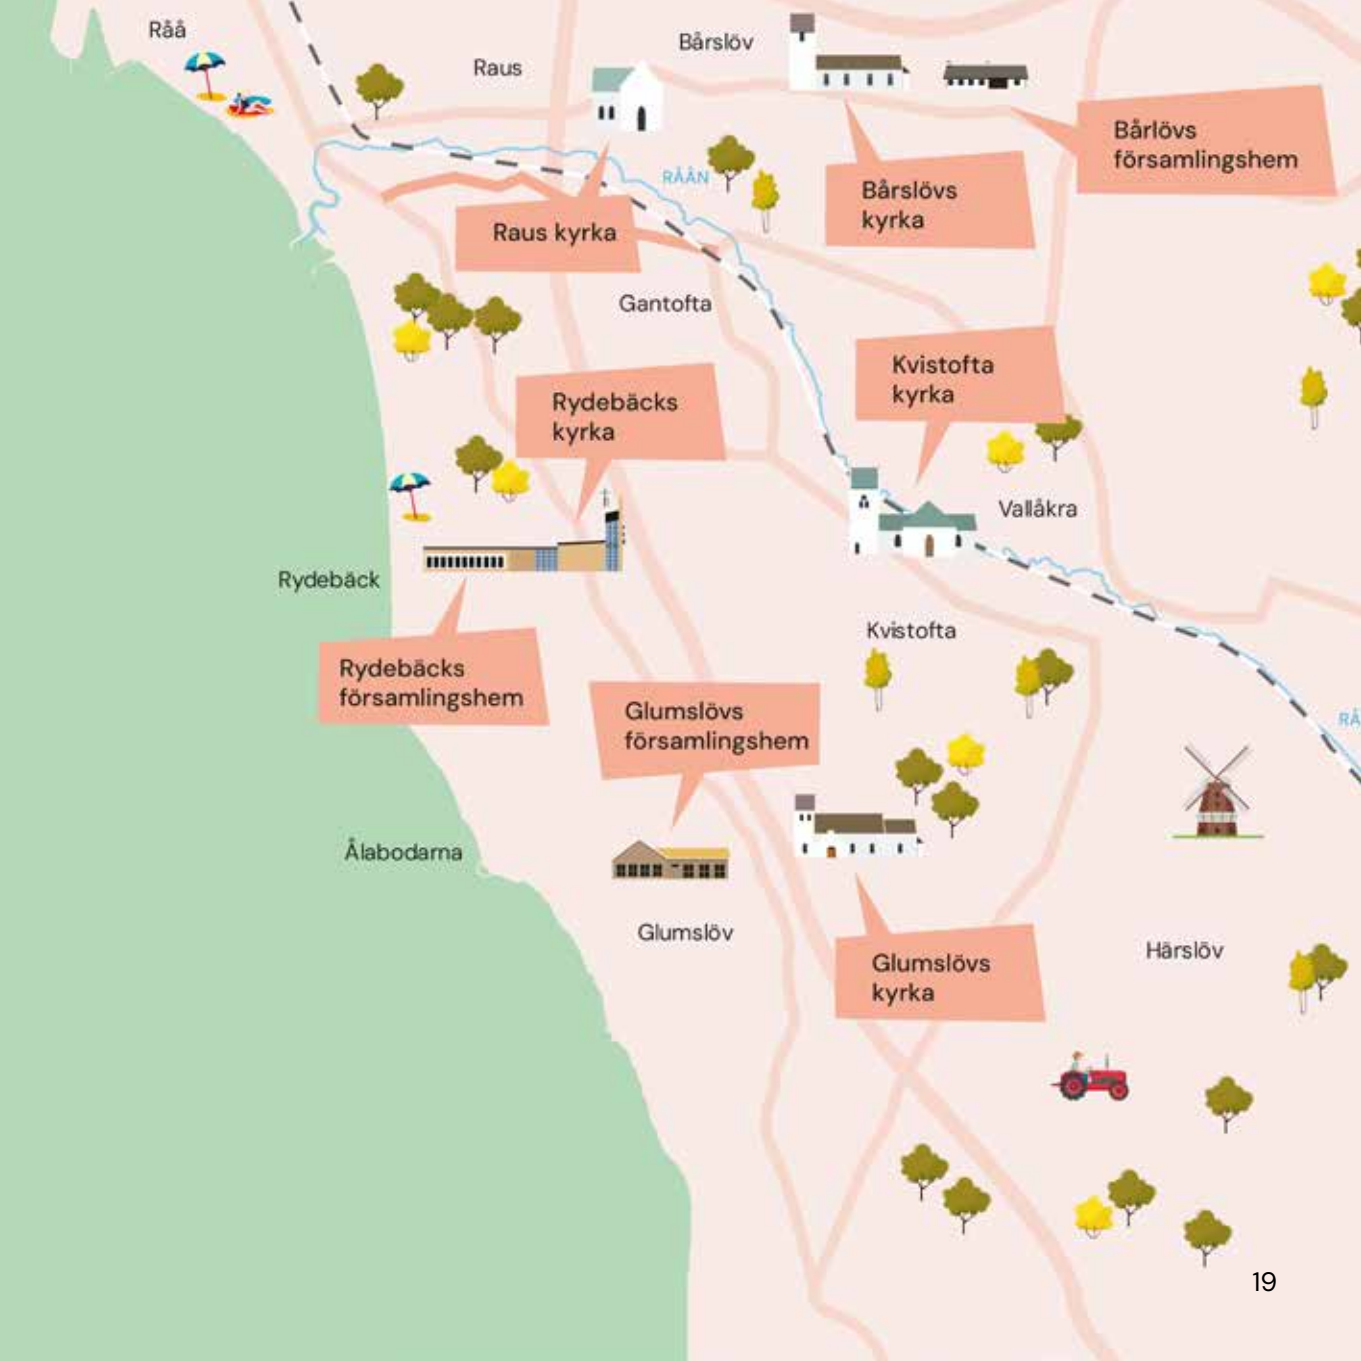 Råå
Raus
Bårslöv
Bårlövs
församlingshem
RÅÅN
Bårslövs
kyrka
Raus kyrka
Gantofta
Kvistofta
kyrka
Rydebäcks
kyrka
Vallåkra
Rydebäck
Kvistofta
Rydebäcks
församlingshem
Glumslövs
församlingshem
RÅ
Ålabodarna
Glumslöv
Glumslövs
kyrka
Härslöv
19